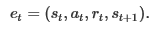 e_t = (s_t, a_t, r_t, s_{t+1}).